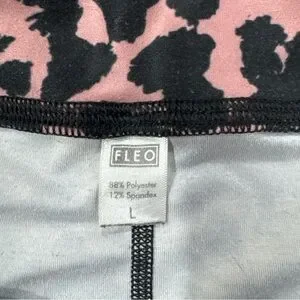 FLEO
88% Polyester
12% Spandex
L